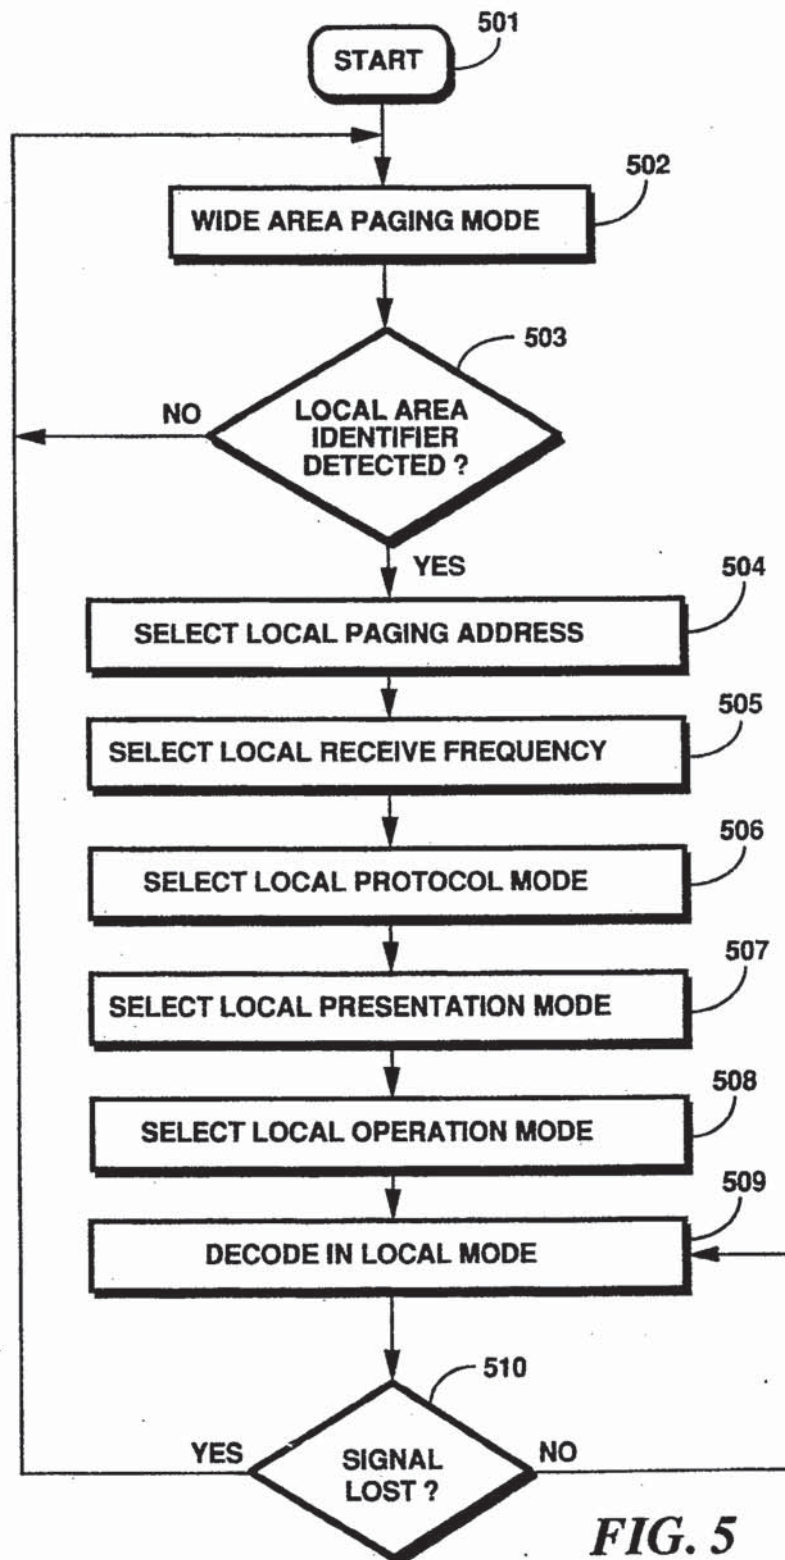 501
START
502
WIDE AREA PAGING MODE
503
NO
LOCAL AREA
IDENTIFIER
DETECTED ?
YES
504
SELECT LOCAL PAGING ADDRESS
505
SELECT LOCAL RECEIVE FREQUENCY
506
SELECT LOCAL PROTOCOL MODE
507
SELECT LOCAL PRESENTATION MODE
508
SELECT LOCAL OPERATION MODE
509
DECODE IN LOCAL MODE
510
YES
SIGNAL
LOST ?
NO
FIG. 5